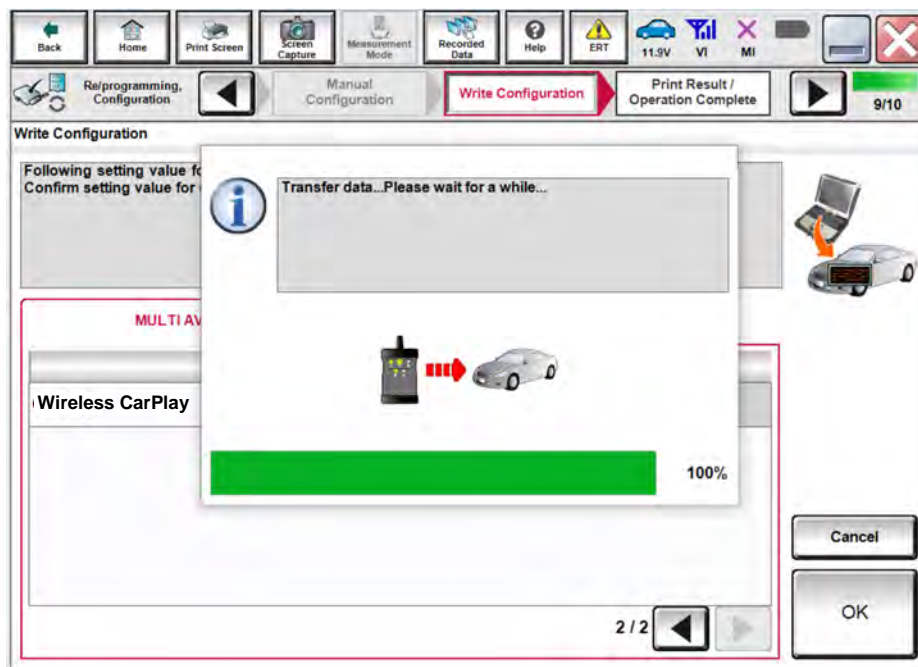 Back
Home
Print Screen
Screen
Capture
Measurement
Mode
Recorded
Data
Help
ERT
11.9V
VI
MI
Re/programming,
Configuration
Manual
Configuration
Write Configuration
Print Result /
Operation Complete
9/10
Write Configuration
Following setting value fo
Confirm setting value for
Transfer data...Please wait for a while...
MULTI AV
Wireless CarPlay
100%
Cancel
2 / 2
OK